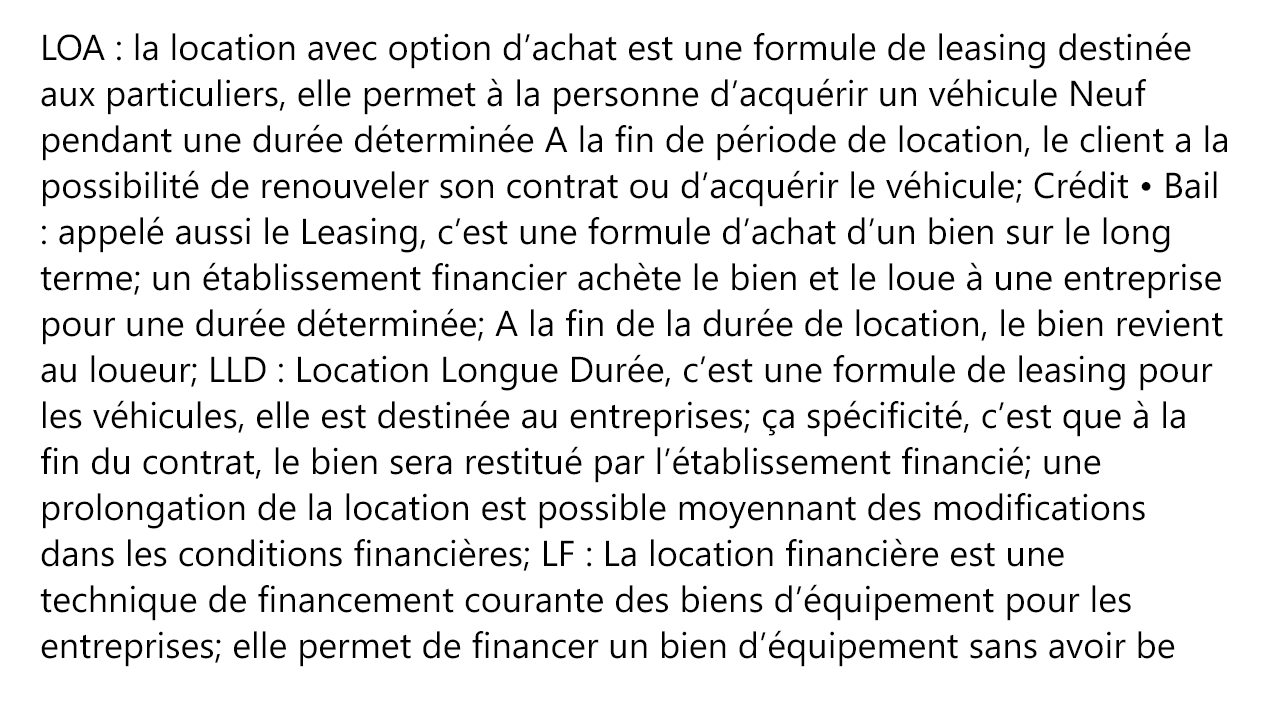 LOA : la location avec option d’achat est une formule de leasing destinée
aux particuliers, elle permet à la personne d’acquérir un véhicule Neuf
pendant une durée déterminée A la fin de période de location, le client a la
possibilité de renouveler son contrat ou d’acquérir le véhicule; Crédit • Bail
: appelé aussi le Leasing, c’est une formule d’achat d’un bien sur le long
terme; un établissement financier achète le bien et le loue à une entreprise
pour une durée déterminée; A la fin de la durée de location, le bien revient
au loueur; LLD : Location Longue Durée, c’est une formule de leasing pour
les véhicules, elle est destinée au entreprises; ça spécificité, c’est que à la
fin du contrat, le bien sera restitué par l’établissement financié; une
prolongation de la location est possible moyennant des modifications
dans les conditions financières; LF : La location financière est une
technique de financement courante des biens d’équipement pour les
entreprises; elle permet de financer un bien d’équipement sans avoir be